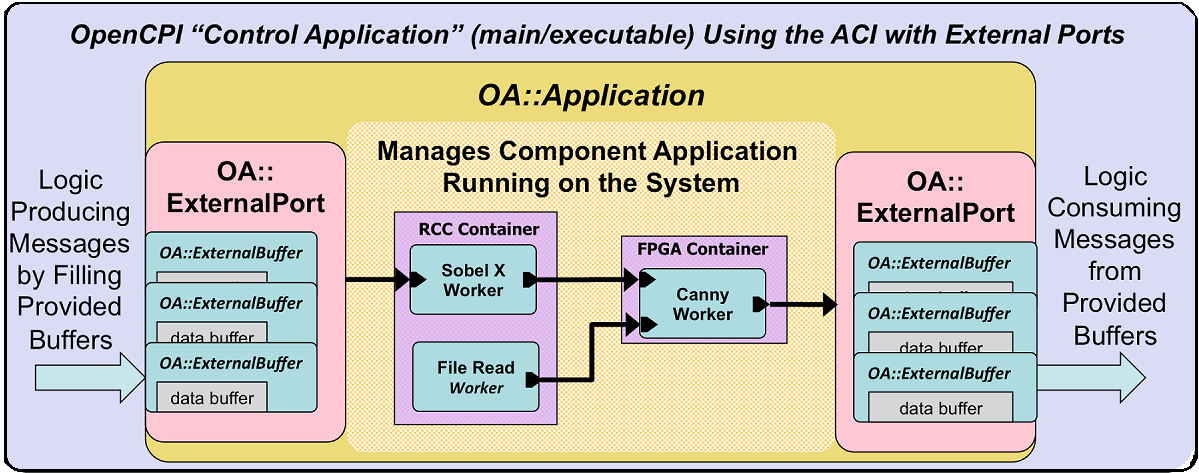 OpenCPI “Control Application” (main/executable) Using the ACI with External Ports
OA::Application
Logic
Producing
Messages
by Filling
Provided
Buffers
OA::
ExternalPort
OA::ExternalBuffer
OA::ExternalBuffer
data buffer
OA::ExternalBuffer
data buffer
Manages Component Application
Running on the System
RCC Container
Sobel X
Worker
File Read
Worker
FPGA Container
Canny
Worker
OA::
ExternalPort
OA::ExternalBuffer
OA::ExternalBuffer
data buffer
OA::ExternalBuffer
data buffer
Logic
Consuming
Messages
from
Provided
Buffers